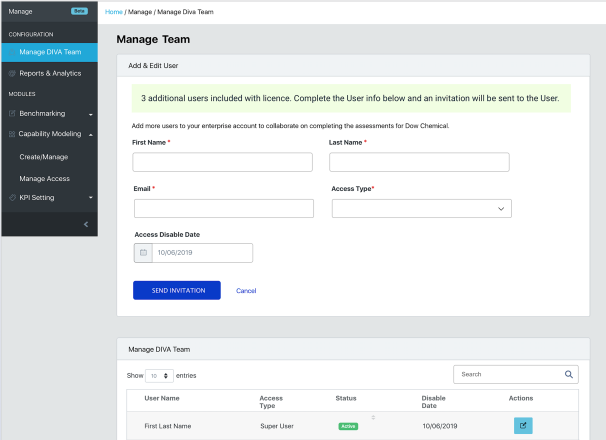 Manage Beta
Home / Manage / Manage Diva Team
CONFIGURATION
Manage DIVA Team
Reports & Analytics
MODULES
Benchmarking
Capability Modeling
Create/Manage
Manage Access
KPI Setting
Manage Team
Add & Edit User
3 additional users included with licence. Complete the User info below and an invitation will be sent to the User.
Add more users to your enterprise account to collaborate on completing the assessments for Dow Chemical.
First Name * Last Name *
Email * Access Type*
Access Disable Date
10/06/2019
SEND INVITATION Cancel
Manage DIVA Team
Show 10 entries Search
User Name Access Type Status Disable Date Actions
First Last Name Super User Active 10/06/2019